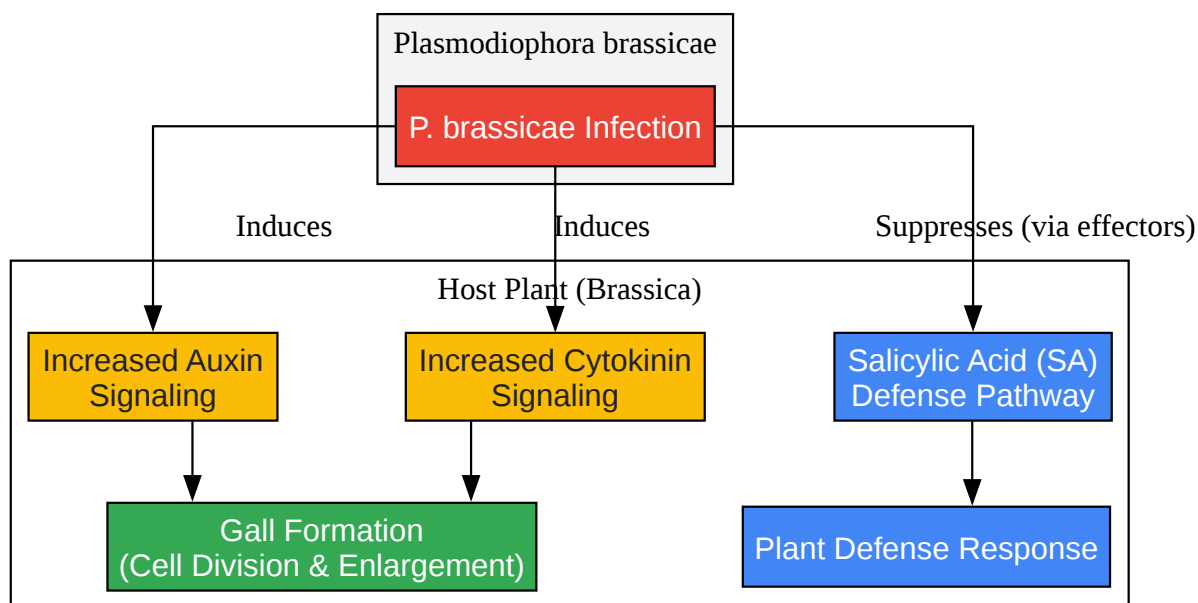 Plasmodiophora brassicae
P. brassicae Infection
Induces
Induces
Suppresses (via effectors)
Host Plant (Brassica)
Increased Auxin
Signaling
Increased Cytokinin
Signaling
Salicylic Acid (SA)
Defense Pathway
Gall Formation
(Cell Division & Enlargement)
Plant Defense Response